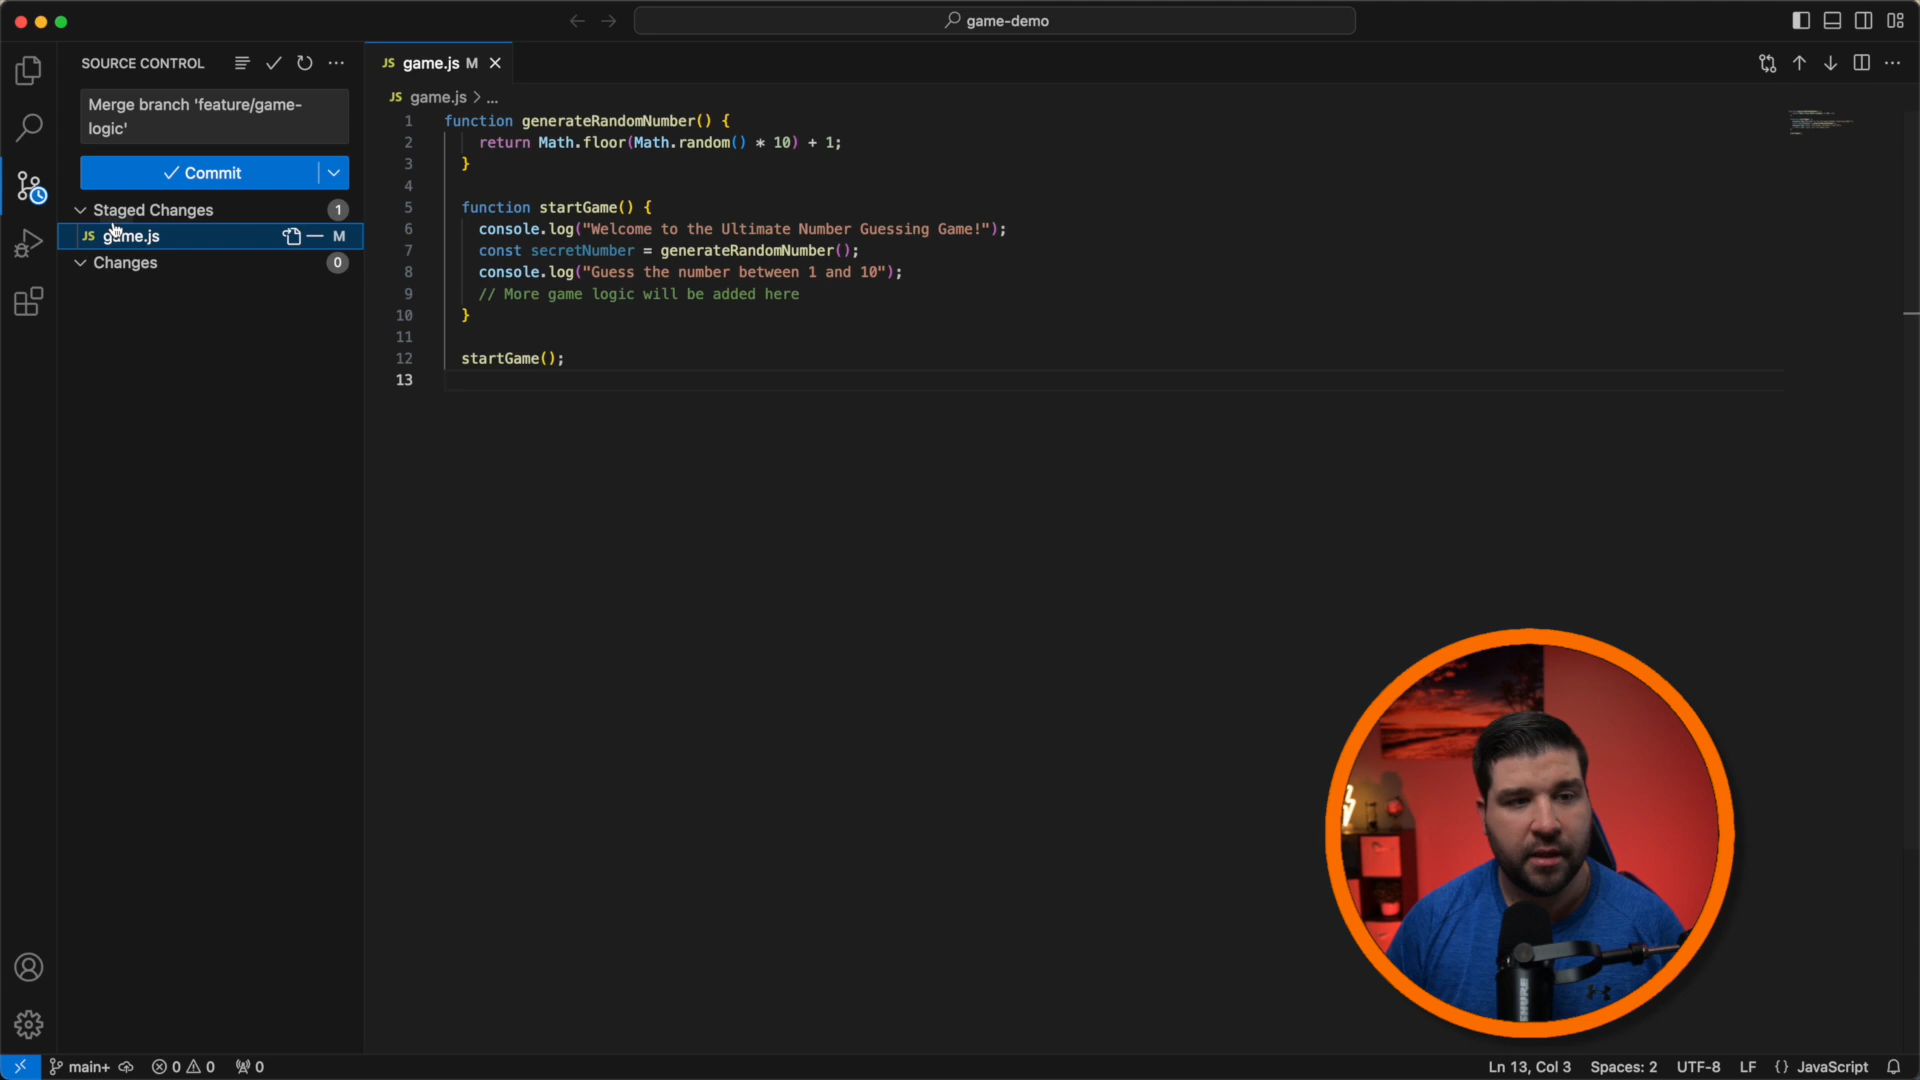 game-demo
SOURCE CONTROL
JS game.js M
Merge branch 'feature/game-
logic'
Commit
Staged Changes 1
JS game.js M
Changes 0
JS game.js > ...
1 function generateRandomNumber() {
2 return Math.floor(Math.random() * 10) + 1;
3 }
4
5 function startGame() {
6 console.log("Welcome to the Ultimate Number Guessing Game!");
7 const secretNumber = generateRandomNumber();
8 console.log("Guess the number between 1 and 10");
9 // More game logic will be added here
10 }
11
12 startGame();
13
SHURE
main+ 0 0 0 Ln 13, Col 3 Spaces: 2 UTF-8 LF {} JavaScript